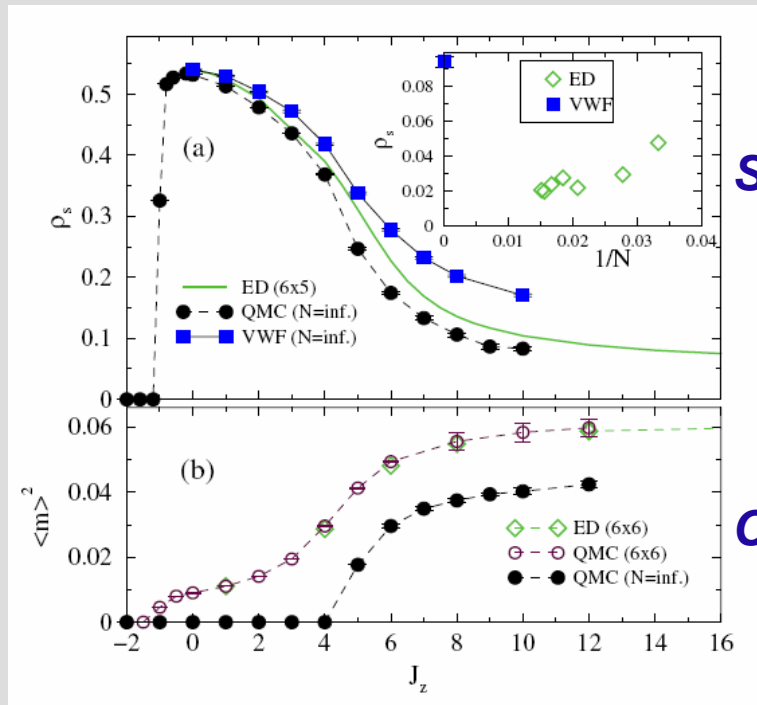 0.5
0.4
0.3
0.2
0.1
0
ρs
(a)
ED (6x5)
QMC (N=inf.)
VWF (N=inf.)
0.08
0.06
0.04
0.02
0
ρs
ED
VWF
0
0.01
0.02
0.03
0.04
1/N
S
0.06
0.04
0.02
0
<m>²
(b)
ED (6x6)
QMC (6x6)
QMC (N=inf.)
−2
0
2
4
6
8
10
12
14
16
Jz